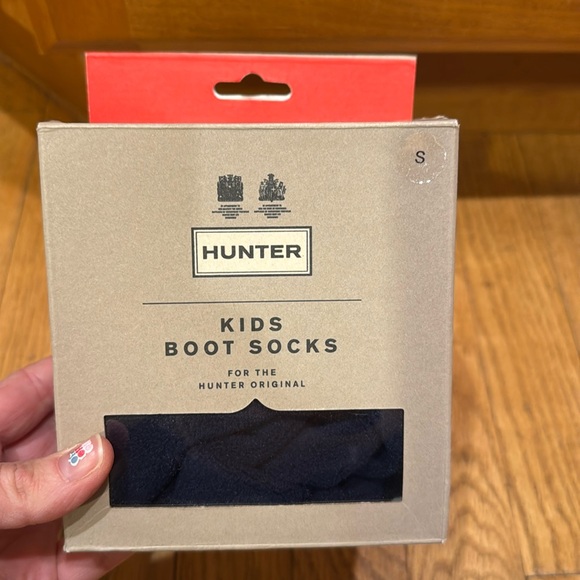 S
HUNTER
KIDS
BOOT SOCKS
FOR THE
HUNTER ORIGINAL